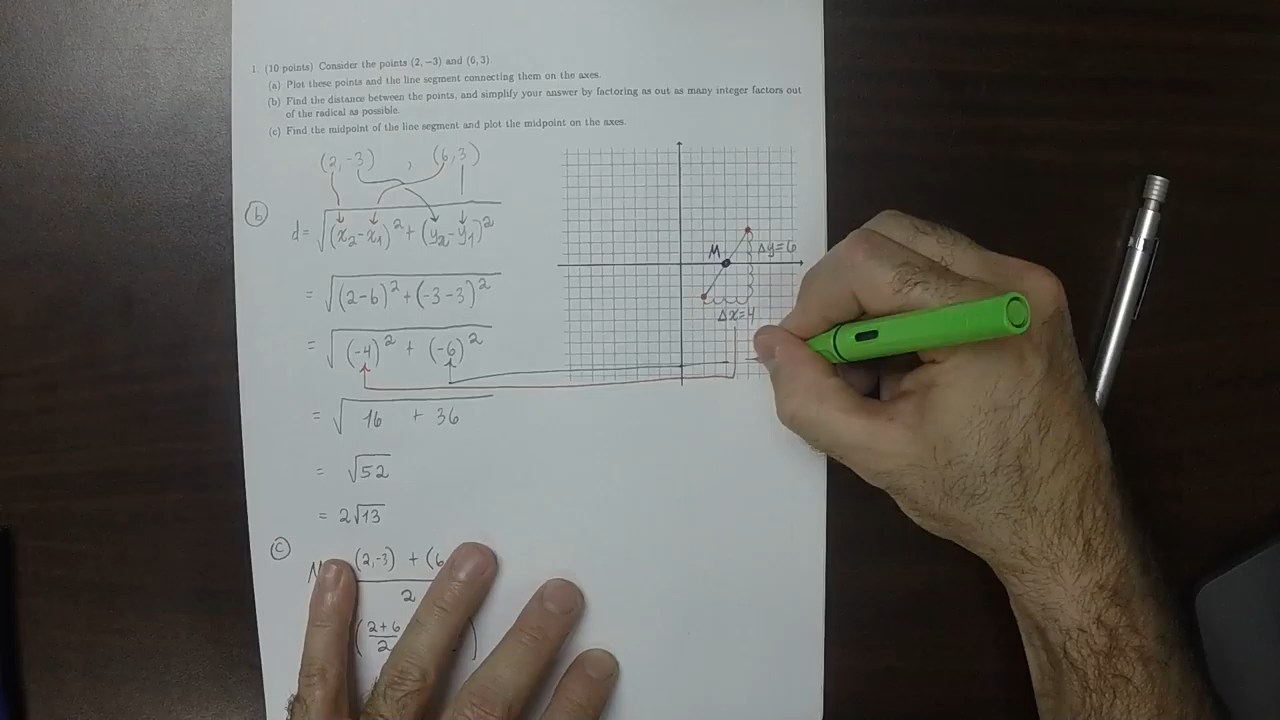 1. (10 points) Consider the points (2, −3) and (6, 3).
(a) Plot these points and the line segment connecting them on the axes.
(b) Find the distance between the points, and simplify your answer by factoring as out as many integer factors out
of the radical as possible.
(c) Find the midpoint of the line segment and plot the midpoint on the axes.
(2, -3) , (6, 3)
(b) d = √((x₂-x₁)² + (y₂-y₁)²)
= √((2-6)² + (-3-3)²)
= √((-4)² + (-6)²)
= √(16 + 36)
= √52
= 2√13
M
Δy=6
Δx=4
(c) M (2,-3) + (6
2
(2+6
2
)